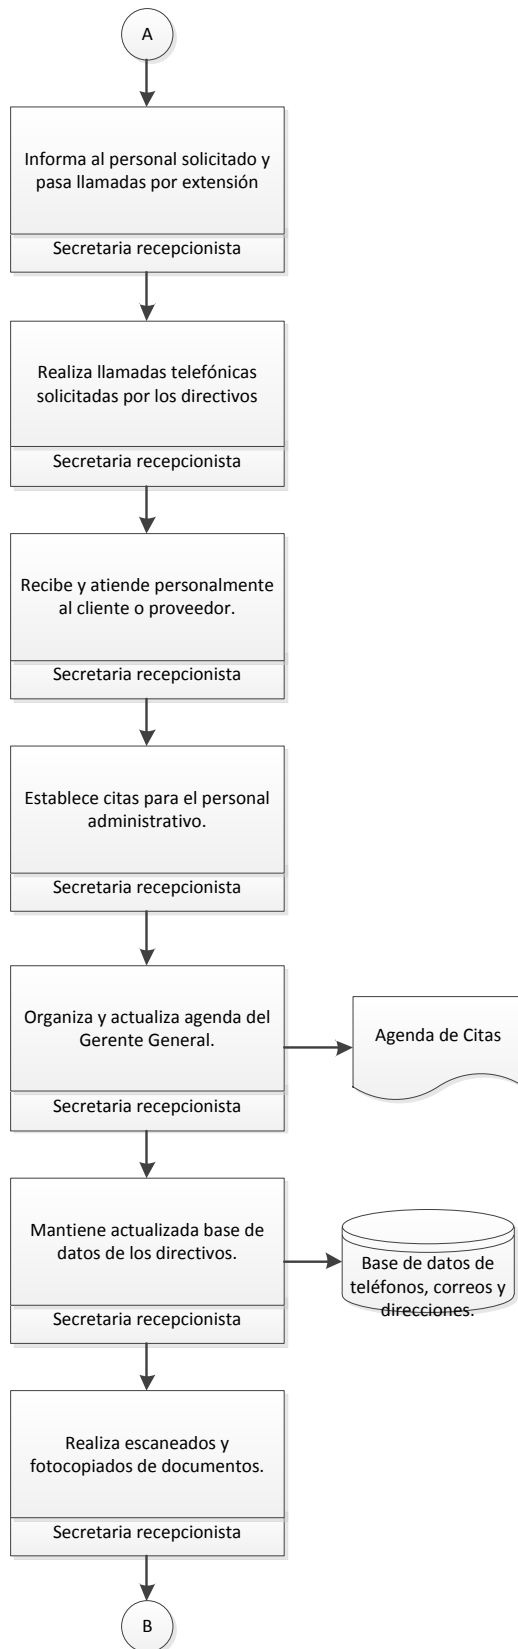 A
Informa al personal solicitado y
pasa llamadas por extensión
Secretaria recepcionista
Realiza llamadas telefónicas
solicitadas por los directivos
Secretaria recepcionista
Recibe y atiende personalmente
al cliente o proveedor.
Secretaria recepcionista
Establece citas para el personal
administrativo.
Secretaria recepcionista
Organiza y actualiza agenda del
Gerente General.
Secretaria recepcionista
Agenda de Citas
Mantiene actualizada base de
datos de los directivos.
Secretaria recepcionista
Base de datos de
teléfonos, correos y
direcciones.
Realiza escaneados y
fotocopiados de documentos.
Secretaria recepcionista
B